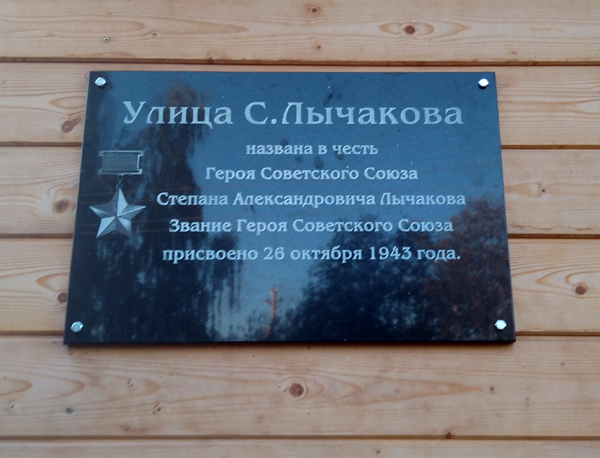 Улица С.Лычакова
названа в честь
Героя Советского Союза
Степана Александровича Лычакова
Звание Героя Советского Союза
присвоено 26 октября 1943 года.